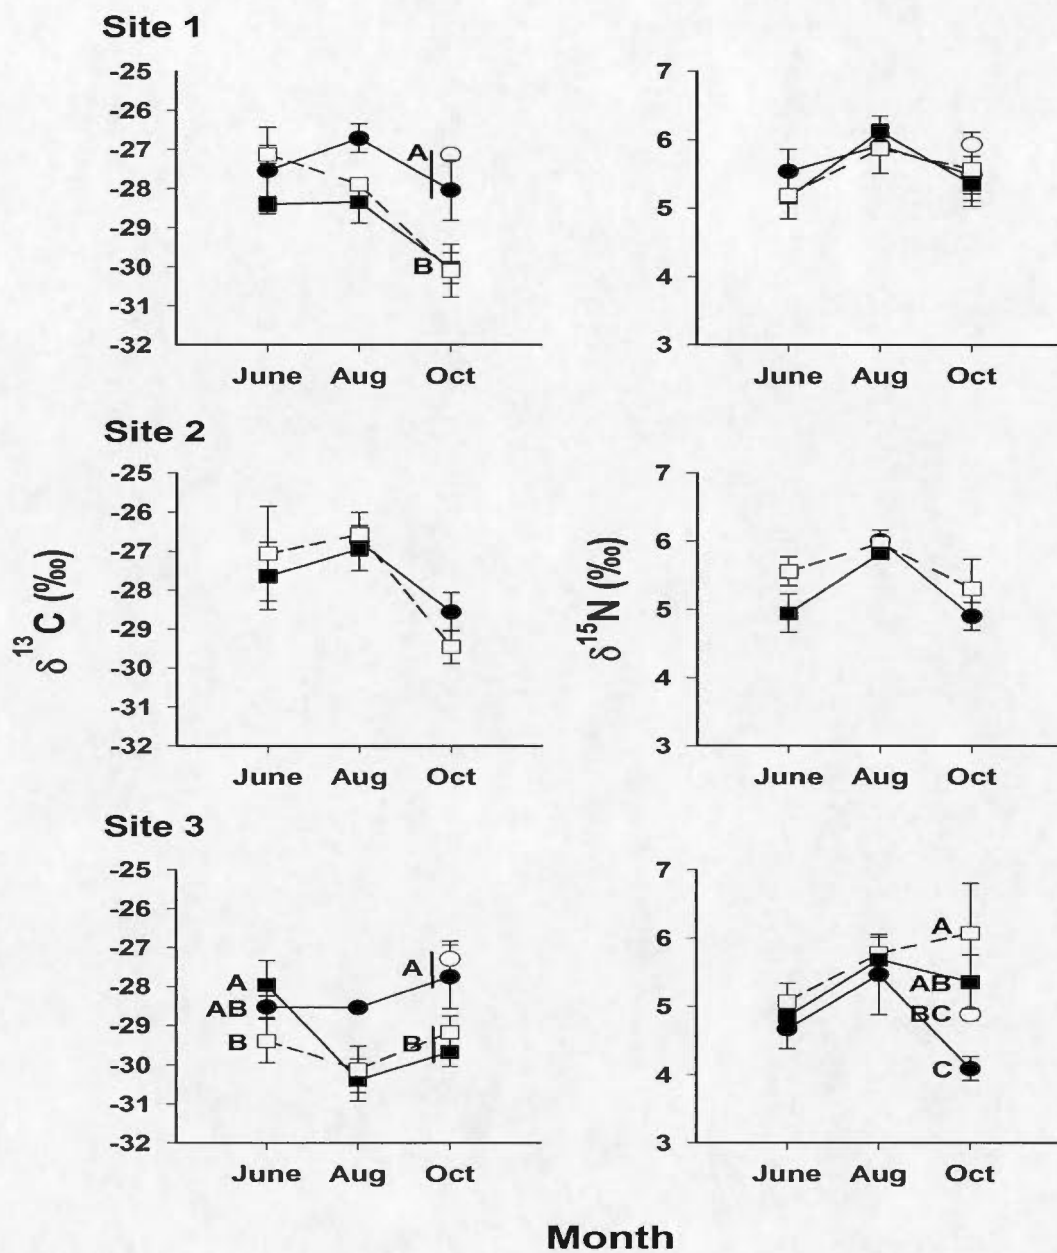 Site 1
-25
-26
-27
-28
-29
-30
-31
-32
A
B
June Aug Oct
7
6
5
4
3
June Aug Oct
Site 2
-25
-26
-27
-28
-29
-30
-31
-32
δ13 C (‰)
June Aug Oct
7
6
5
4
3
δ15N (‰)
June Aug Oct
Site 3
-25
-26
-27
-28
-29
-30
-31
-32
A
AB
B
A
B
June Aug Oct
7
6
5
4
3
A
AB
BC
C
June Aug Oct
Month